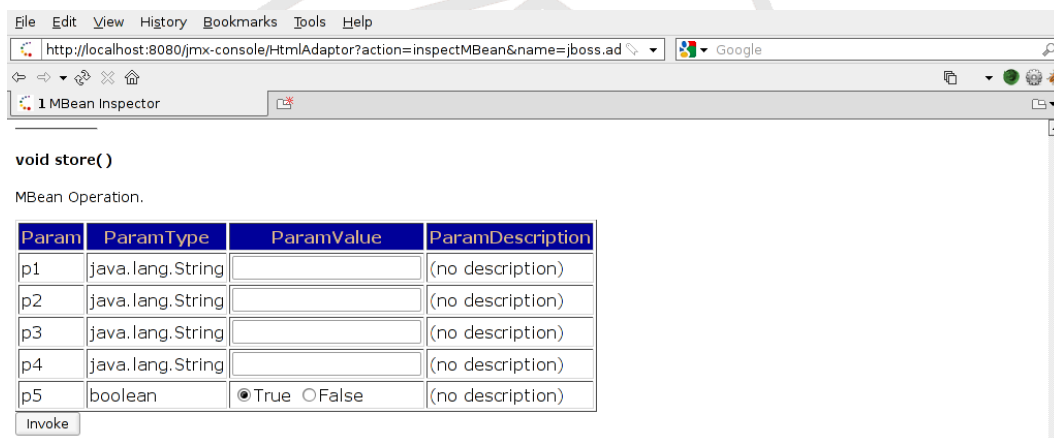 File Edit View History Bookmarks Tools Help
http://localhost:8080/jmx-console/HtmlAdaptor?action=inspectMBean&name=jboss.ad Google
1 MBean Inspector
void store()
MBean Operation.
Param ParamType ParamValue ParamDescription
p1 java.lang.String (no description)
p2 java.lang.String (no description)
p3 java.lang.String (no description)
p4 java.lang.String (no description)
p5 boolean True False (no description)
Invoke